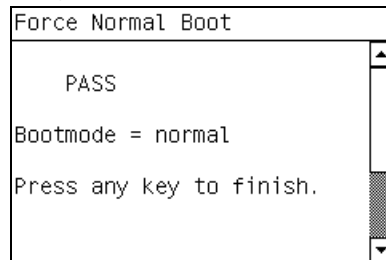 Force Normal Boot
PASS
Bootmode = normal
Press any key to finish.